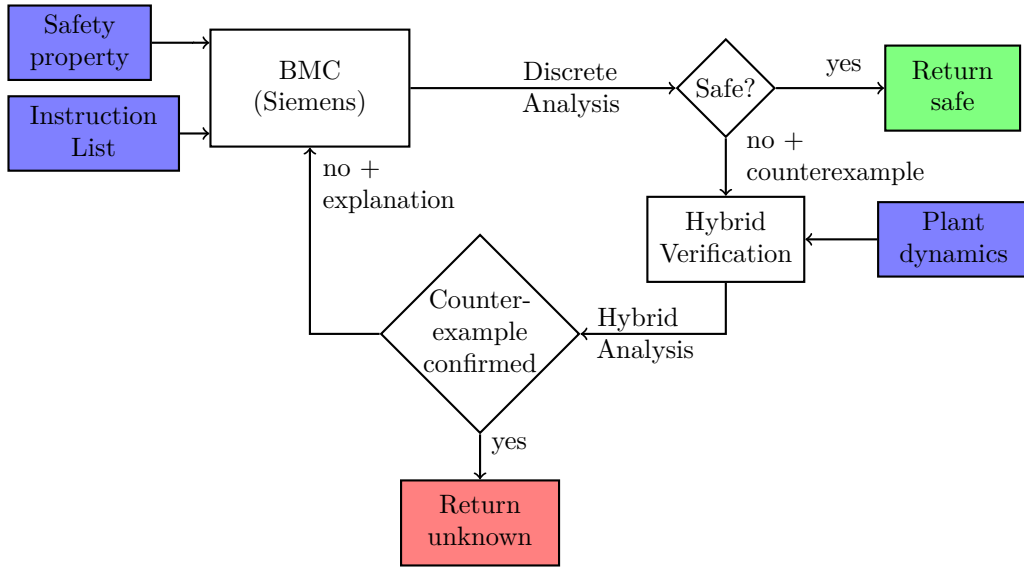 Safety
property
Instruction
List
BMC
(Siemens)
Discrete
Analysis
Safe?
yes
Return
safe
no +
counterexample
no +
explanation
Hybrid
Verification
Plant
dynamics
Counter-
example
confirmed
Hybrid
Analysis
yes
Return
unknown